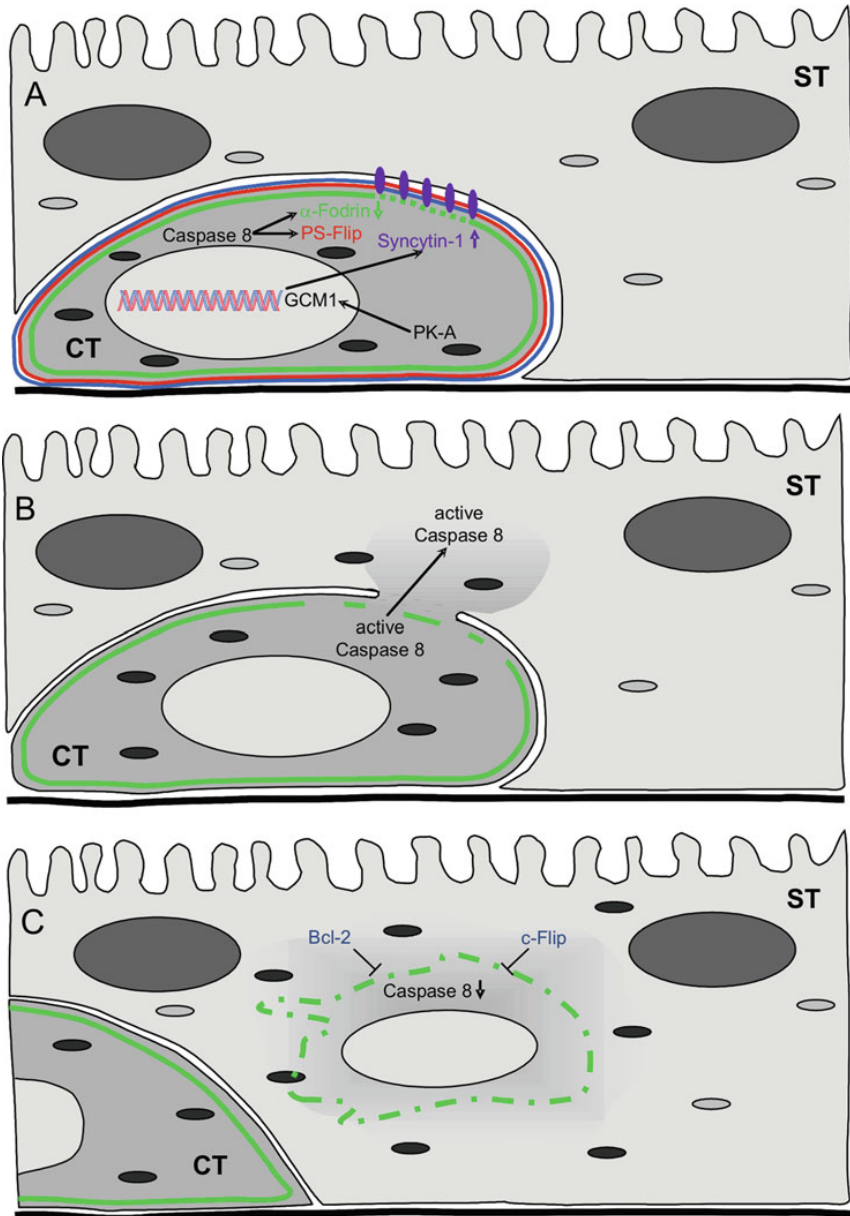 A
ST
α-Fodrin
Caspase 8
PS-Flip
Syncytin-1
GCM1
PK-A
CT
B
ST
active
Caspase 8
active
Caspase 8
CT
C
ST
Bcl-2
c-Flip
Caspase 8
CT